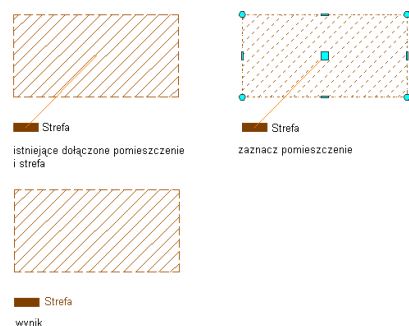 Strefa
istniejące dołączone pomieszczenie
i strefa
Strefa
zaznacz pomieszczenie
Strefa
wynik